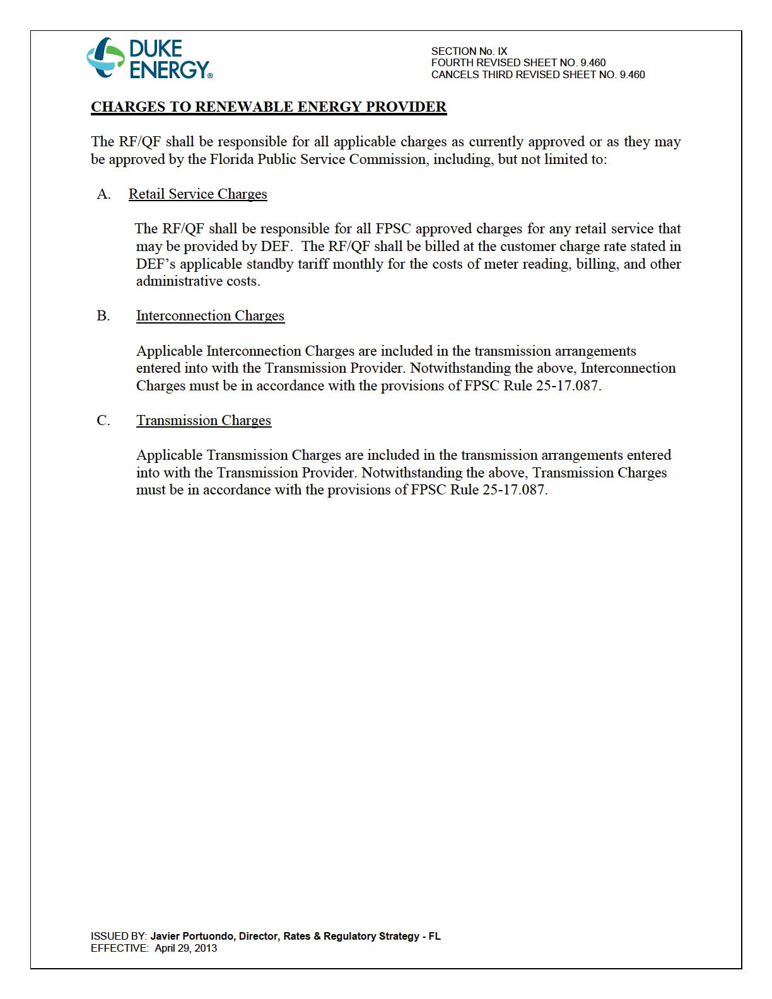 DUKE
ENERGY®
SECTION No. IX
FOURTH REVISED SHEET NO. 9.460
CANCELS THIRD REVISED SHEET NO. 9.460
CHARGES TO RENEWABLE ENERGY PROVIDER
The RF/QF shall be responsible for all applicable charges as currently approved or as they may
be approved by the Florida Public Service Commission, including, but not limited to:
A. Retail Service Charges
The RF/QF shall be responsible for all FPSC approved charges for any retail service that
may be provided by DEF.  The RF/QF shall be billed at the customer charge rate stated in
DEF’s applicable standby tariff monthly for the costs of meter reading, billing, and other
administrative costs.
B. Interconnection Charges
Applicable Interconnection Charges are included in the transmission arrangements
entered into with the Transmission Provider. Notwithstanding the above, Interconnection
Charges must be in accordance with the provisions of FPSC Rule 25-17.087.
C. Transmission Charges
Applicable Transmission Charges are included in the transmission arrangements entered
into with the Transmission Provider. Notwithstanding the above, Transmission Charges
must be in accordance with the provisions of FPSC Rule 25-17.087.
ISSUED BY: Javier Portuondo, Director, Rates & Regulatory Strategy - FL
EFFECTIVE:  April 29, 2013